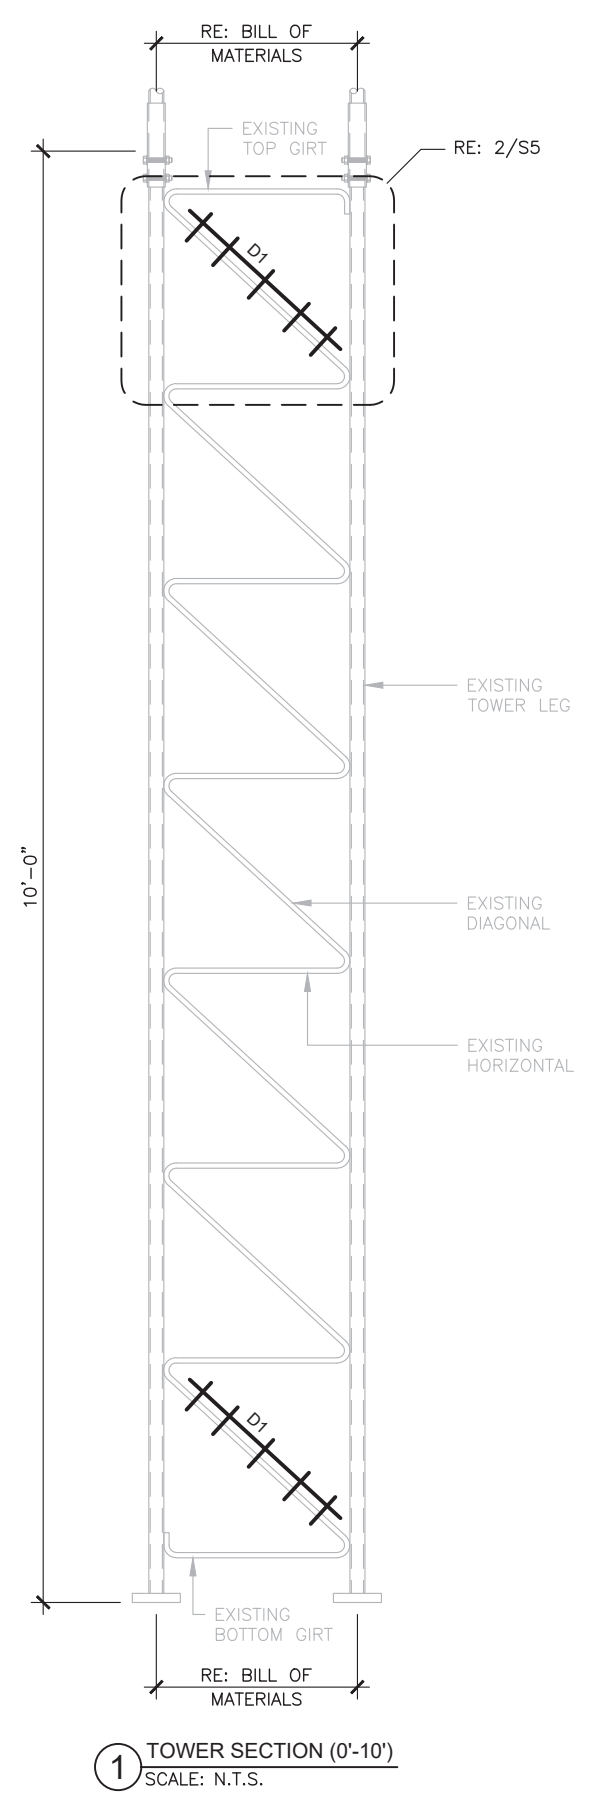 RE: BILL OF
MATERIALS
EXISTING
TOP GIRT
RE: 2/S5
D1
EXISTING
TOWER LEG
10'-0"
EXISTING
DIAGONAL
EXISTING
HORIZONTAL
D1
EXISTING
BOTTOM GIRT
RE: BILL OF
MATERIALS
1
TOWER SECTION (0'-10')
SCALE: N.T.S.